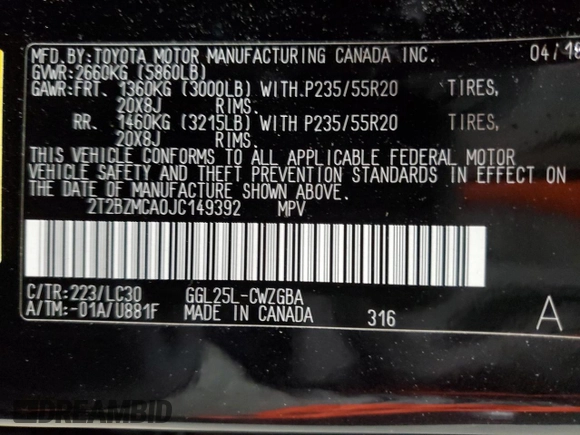 MFD.BY:TOYOTA MOTOR MANUFACTURING CANADA INC. 04/18
GVWR:2660KG (5860LB)
GAWR:FRT. 1360KG (3000LB) WITH.P235/55R20 TIRES,
20X8J RIMS.
RR. 1460KG (3215LB) WITH P235/55R20 TIRES,
20X8J RIMS.
THIS VEHICLE CONFORMS TO ALL APPLICABLE FEDERAL MOTOR
VEHICLE SAFETY AND THEFT PREVENTION STANDARDS IN EFFECT ON
THE DATE OF MANUFACTURE SHOWN ABOVE.
2T2BZMCA0JC149392 MPV
C/TR:223/LC30 GGL25L-CWZGBA
A/TM:-01A/U881F MADE IN CANADA 316 A
DREAMBID